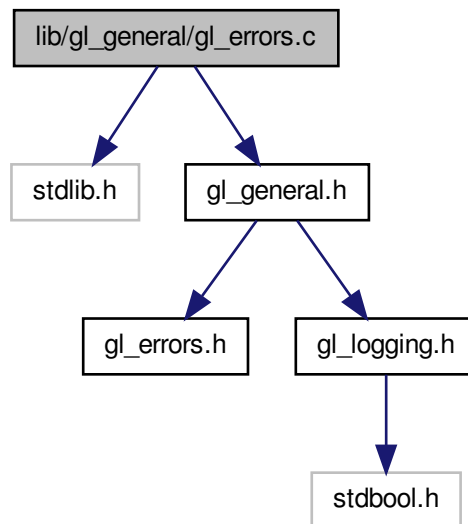 lib/gl_general/gl_errors.c
stdlib.h
gl_general.h
gl_errors.h
gl_logging.h
stdbool.h